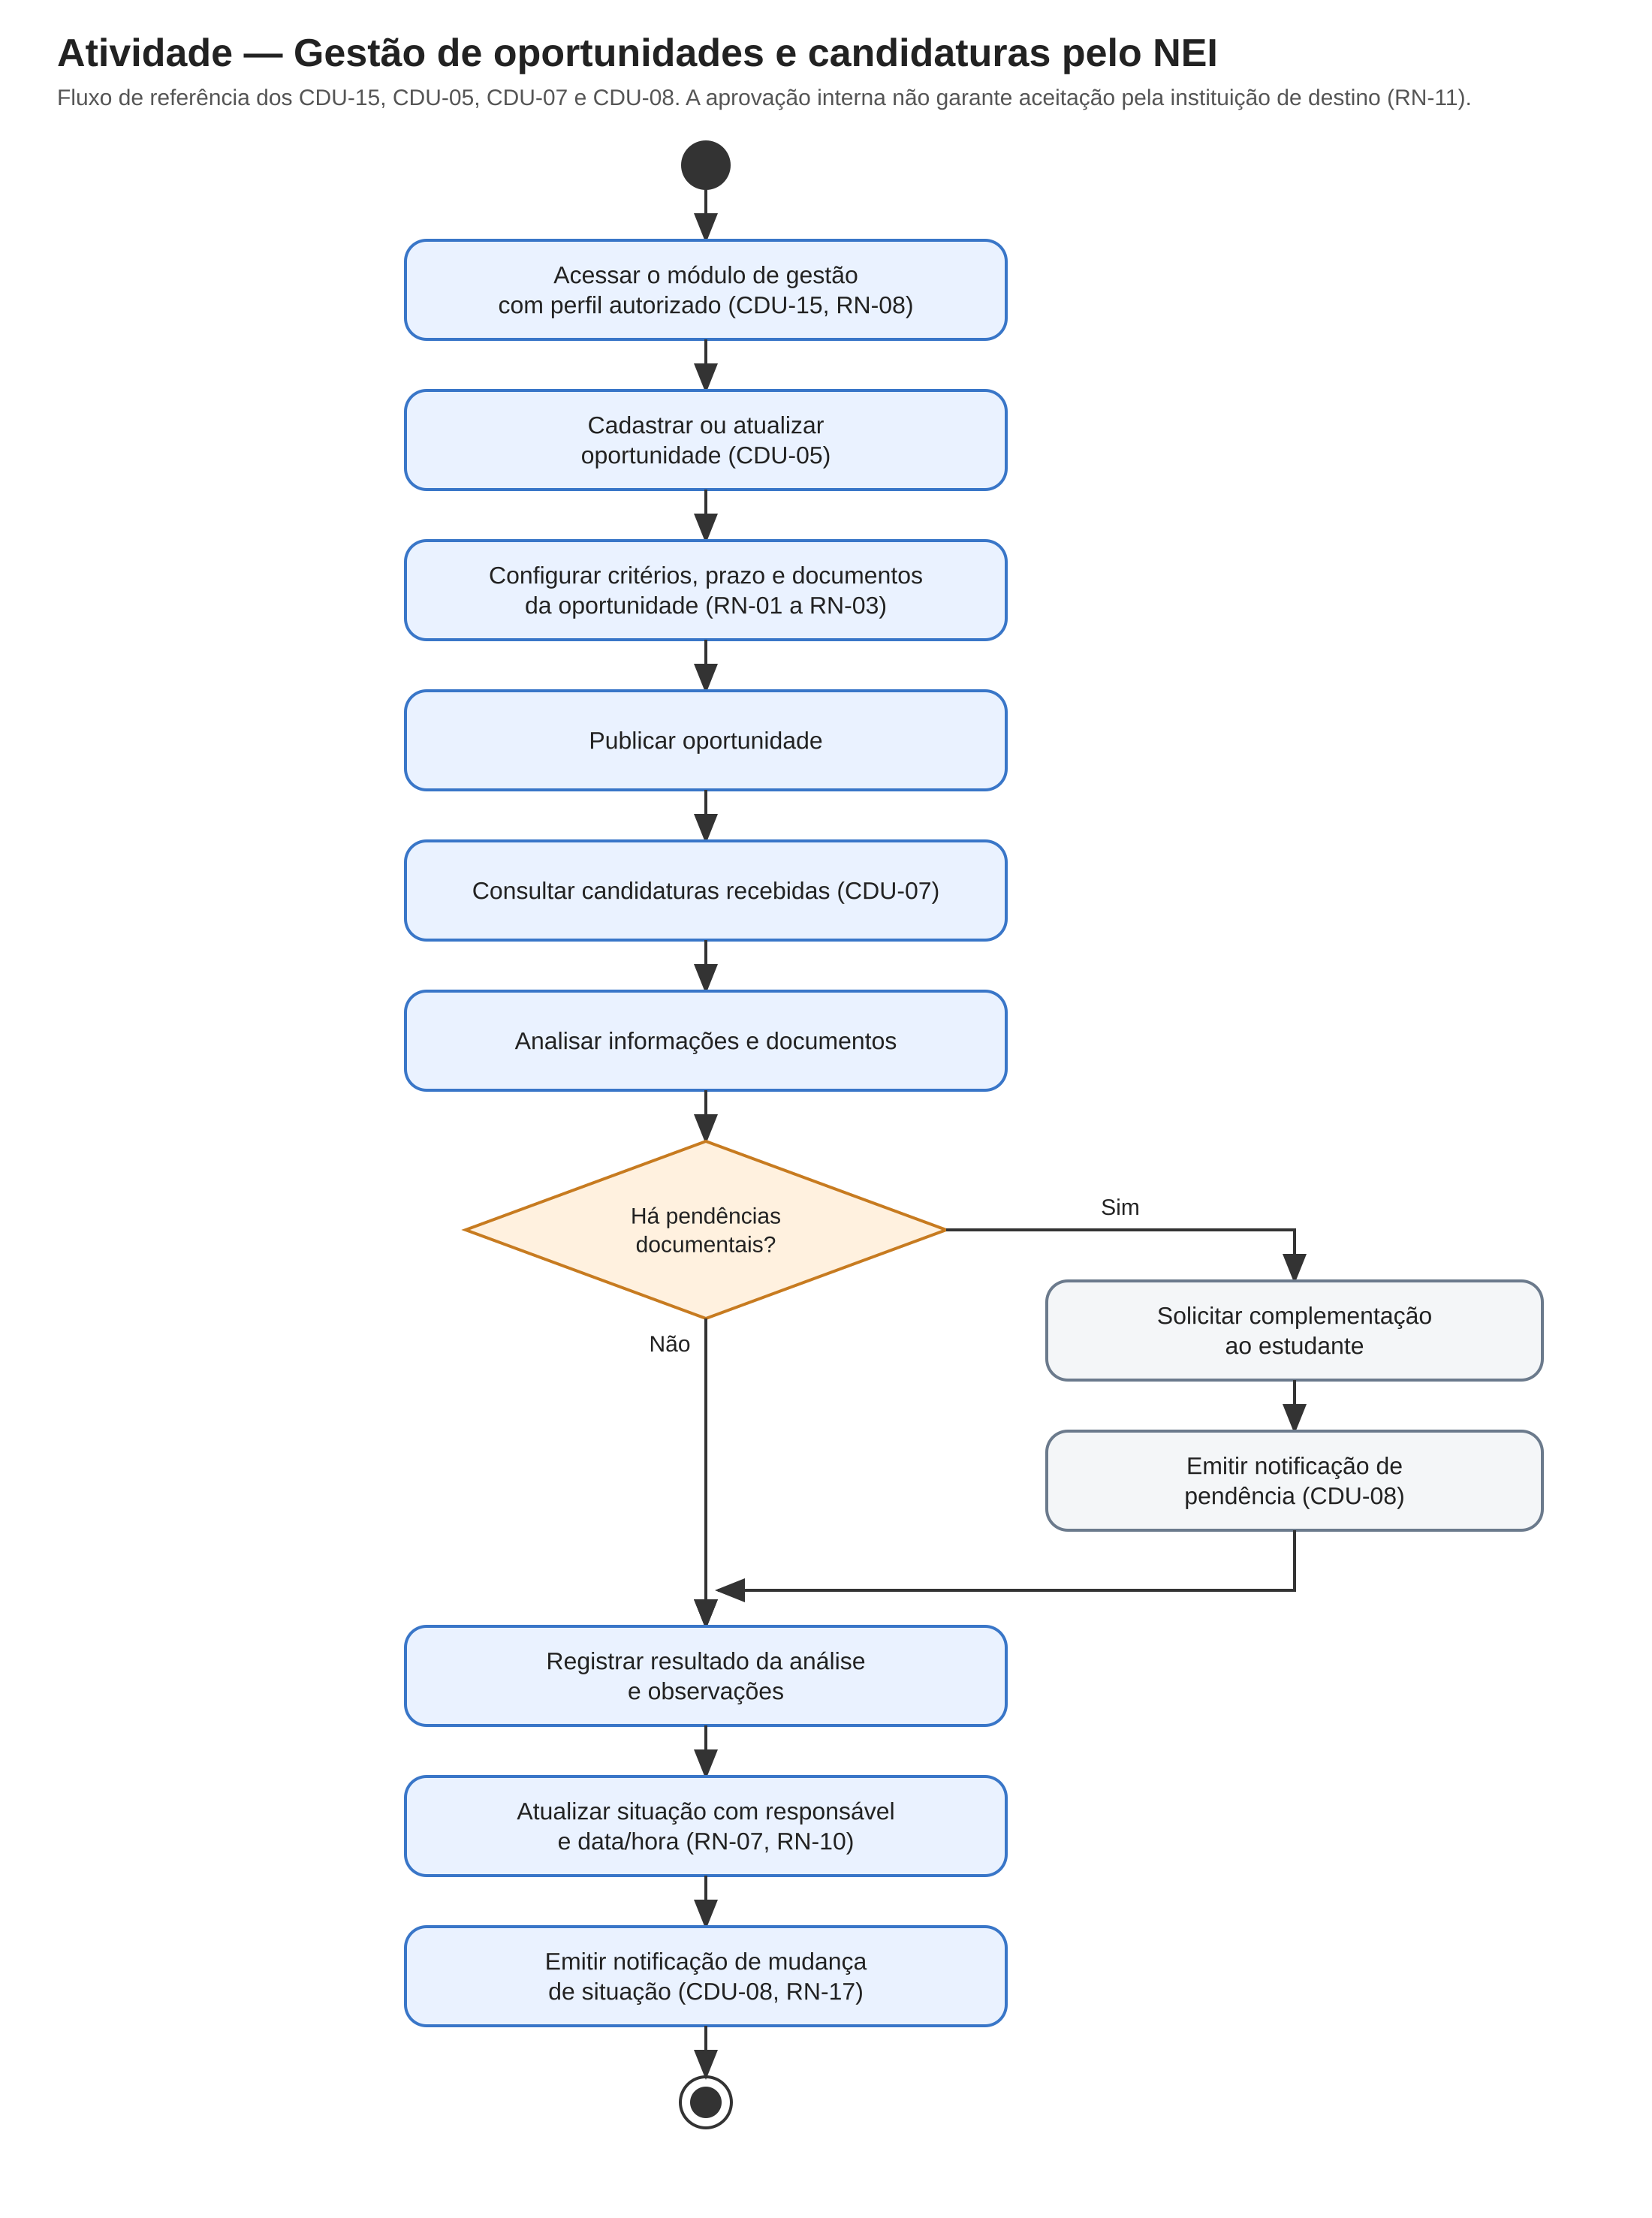 Atividade — Gestão de oportunidades e candidaturas pelo NEI
Fluxo de referência dos CDU-15, CDU-05, CDU-07 e CDU-08. A aprovação interna não garante aceitação pela instituição de destino (RN-11).
Acessar o módulo de gestão
com perfil autorizado (CDU-15, RN-08)
Cadastrar ou atualizar
oportunidade (CDU-05)
Configurar critérios, prazo e documentos
da oportunidade (RN-01 a RN-03)
Publicar oportunidade
Consultar candidaturas recebidas (CDU-07)
Analisar informações e documentos
Há pendências
documentais?
Sim
Não
Solicitar complementação
ao estudante
Emitir notificação de
pendência (CDU-08)
Registrar resultado da análise
e observações
Atualizar situação com responsável
e data/hora (RN-07, RN-10)
Emitir notificação de mudança
de situação (CDU-08, RN-17)